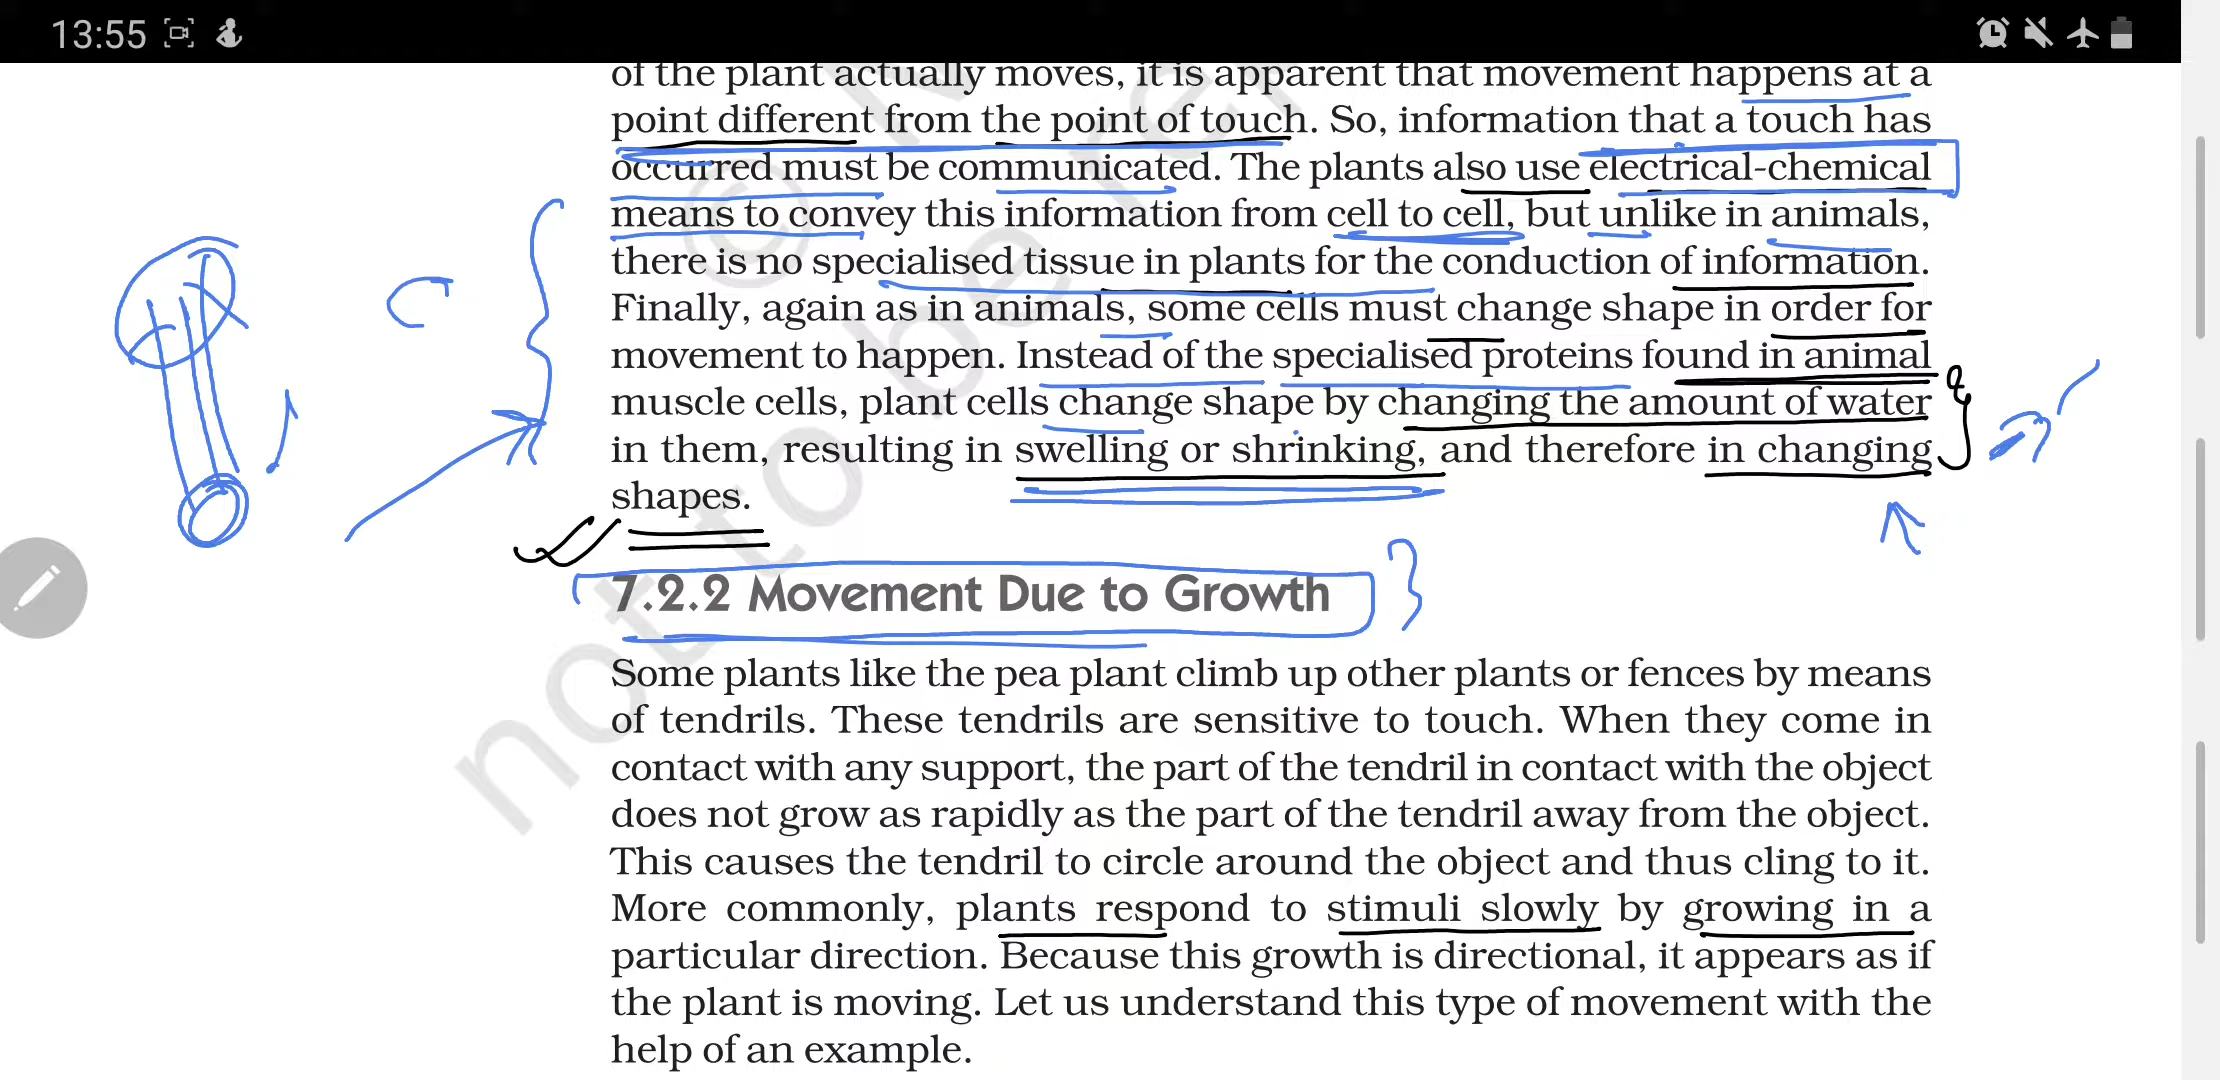 13:55
of the plant actually moves, it is apparent that movement happens at a
point different from the point of touch. So, information that a touch has
occurred must be communicated. The plants also use electrical-chemical
means to convey this information from cell to cell, but unlike in animals,
there is no specialised tissue in plants for the conduction of information.
Finally, again as in animals, some cells must change shape in order for
movement to happen. Instead of the specialised proteins found in animal
muscle cells, plant cells change shape by changing the amount of water
in them, resulting in swelling or shrinking, and therefore in changing
shapes.
7.2.2 Movement Due to Growth
Some plants like the pea plant climb up other plants or fences by means
of tendrils. These tendrils are sensitive to touch. When they come in
contact with any support, the part of the tendril in contact with the object
does not grow as rapidly as the part of the tendril away from the object.
This causes the tendril to circle around the object and thus cling to it.
More commonly, plants respond to stimuli slowly by growing in a
particular direction. Because this growth is directional, it appears as if
the plant is moving. Let us understand this type of movement with the
help of an example.
not to be re